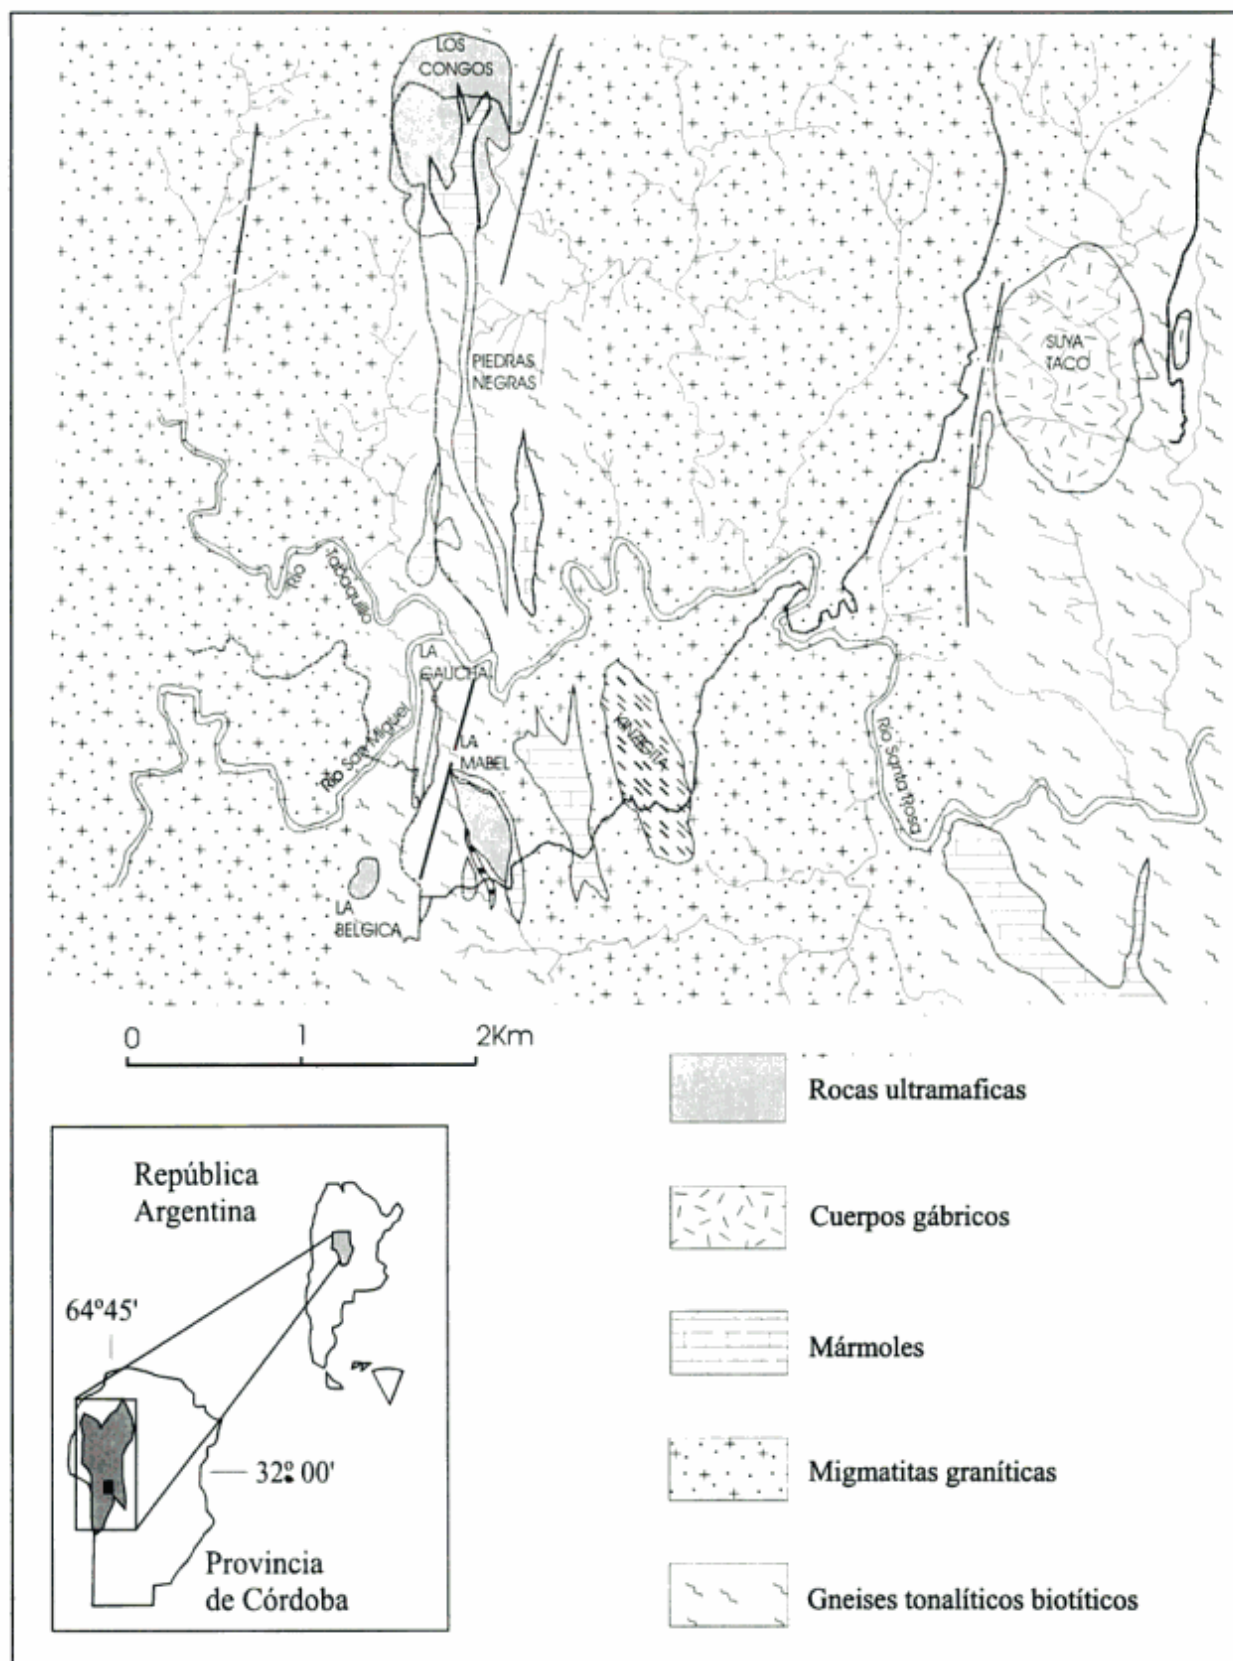 LOS
CONGOS
SUYA
TACO
PIEDRAS
NEGRAS
Río
Tabaquillo
LA
GAUCHA
Río San Miguel
LA
MABEL
Río Santa Rosa
LA
BELGICA
0 1 2Km
Rocas ultramaficas
Cuerpos gábricos
Mármoles
Migmatitas graníticas
Gneises tonalíticos biotíticos
República
Argentina
64º45'
32º 00'
Provincia
de Córdoba